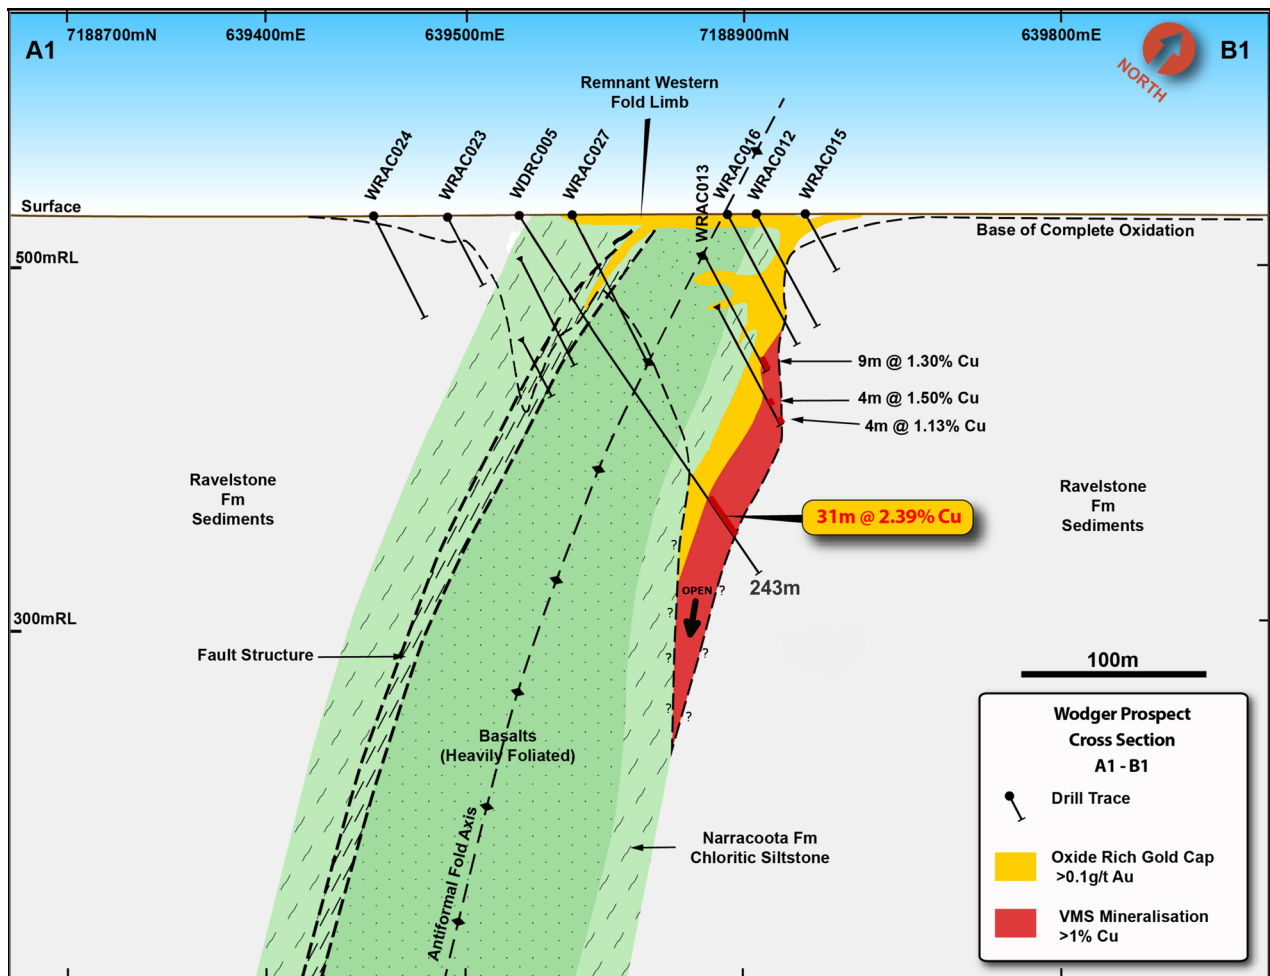 7188700mN
639400mE
639500mE
7188900mN
639800mE
A1
B1
NORTH
Remnant Western
Fold Limb
WRAC024
WRAC023
WDRC005
WRAC027
WRAC013
WRAC016
WRAC012
WRAC015
Surface
Base of Complete Oxidation
500mRL
9m @ 1.30% Cu
4m @ 1.50% Cu
4m @ 1.13% Cu
Ravelstone
Fm
Sediments
Ravelstone
Fm
Sediments
31m @ 2.39% Cu
?
243m
OPEN
?
?
300mRL
?
?
Fault Structure
100m
?
?
Basalts
(Heavily Foliated)
Antiformal Fold Axis
Narracoota Fm
Chloritic Siltstone
Wodger Prospect
Cross Section
A1 - B1
Drill Trace
Oxide Rich Gold Cap
>0.1g/t Au
VMS Mineralisation
>1% Cu